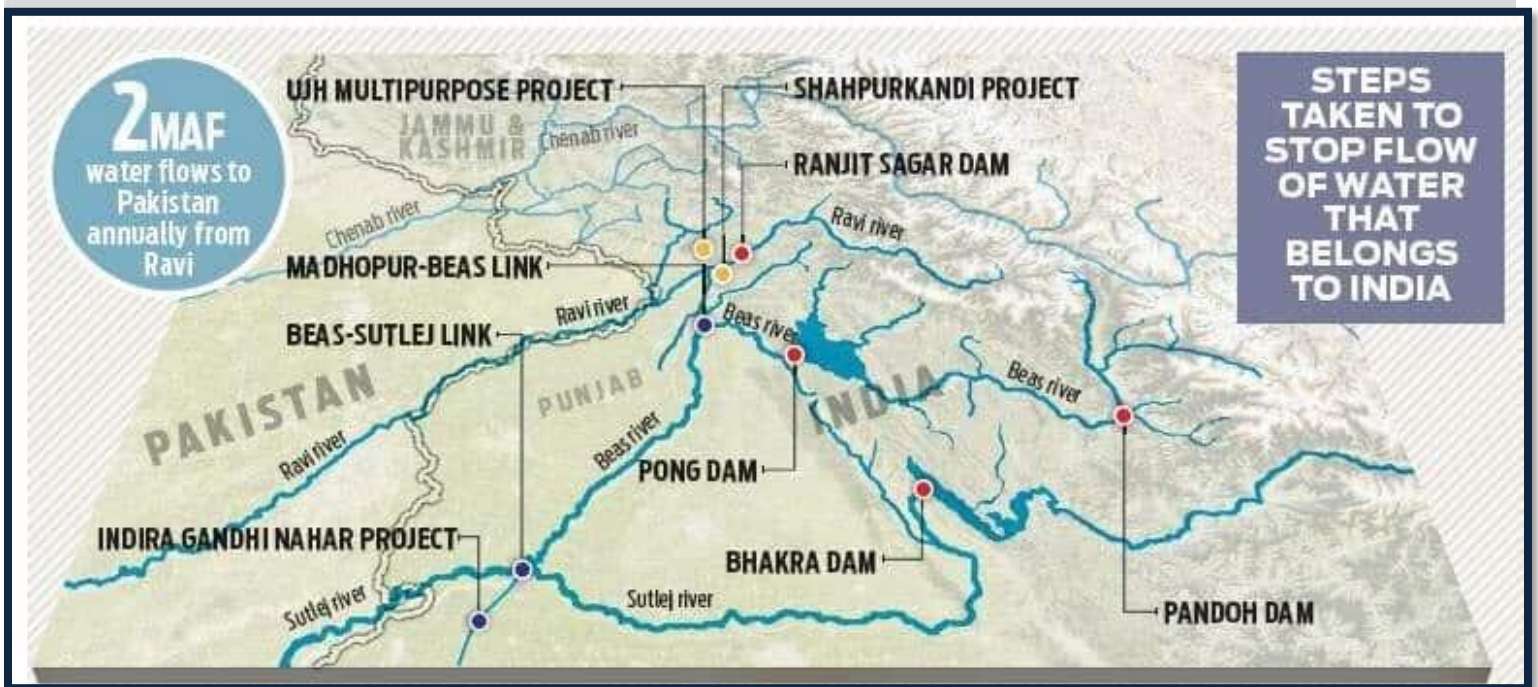 2 MAF
water flows to
Pakistan
annually from
Ravi
UJH MULTIPURPOSE PROJECT
SHAHPURKANDI PROJECT
STEPS
TAKEN TO
STOP FLOW
OF WATER
THAT
BELONGS
TO INDIA
JAMMU &
KASHMIR
Chenab river
RANJIT SAGAR DAM
Chenab river
Ravi river
MADHOPUR-BEAS LINK
Ravi river
BEAS-SUTLEJ LINK
Beas river
PAKISTAN
PUNJAB
INDIA
Beas river
Ravi river
Beas river
PONG DAM
INDIRA GANDHI NAHAR PROJECT
BHAKRA DAM
Sutlej river
Sutlej river
PANDOH DAM